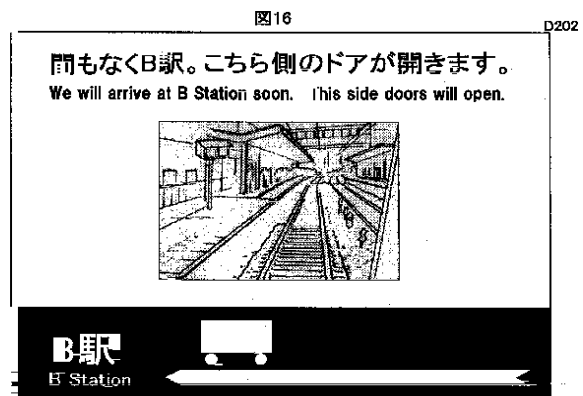 図16
D202
間もなくB駅。こちら側のドアが開きます。
We will arrive at B Station soon. This side doors will open.
B駅
B Station